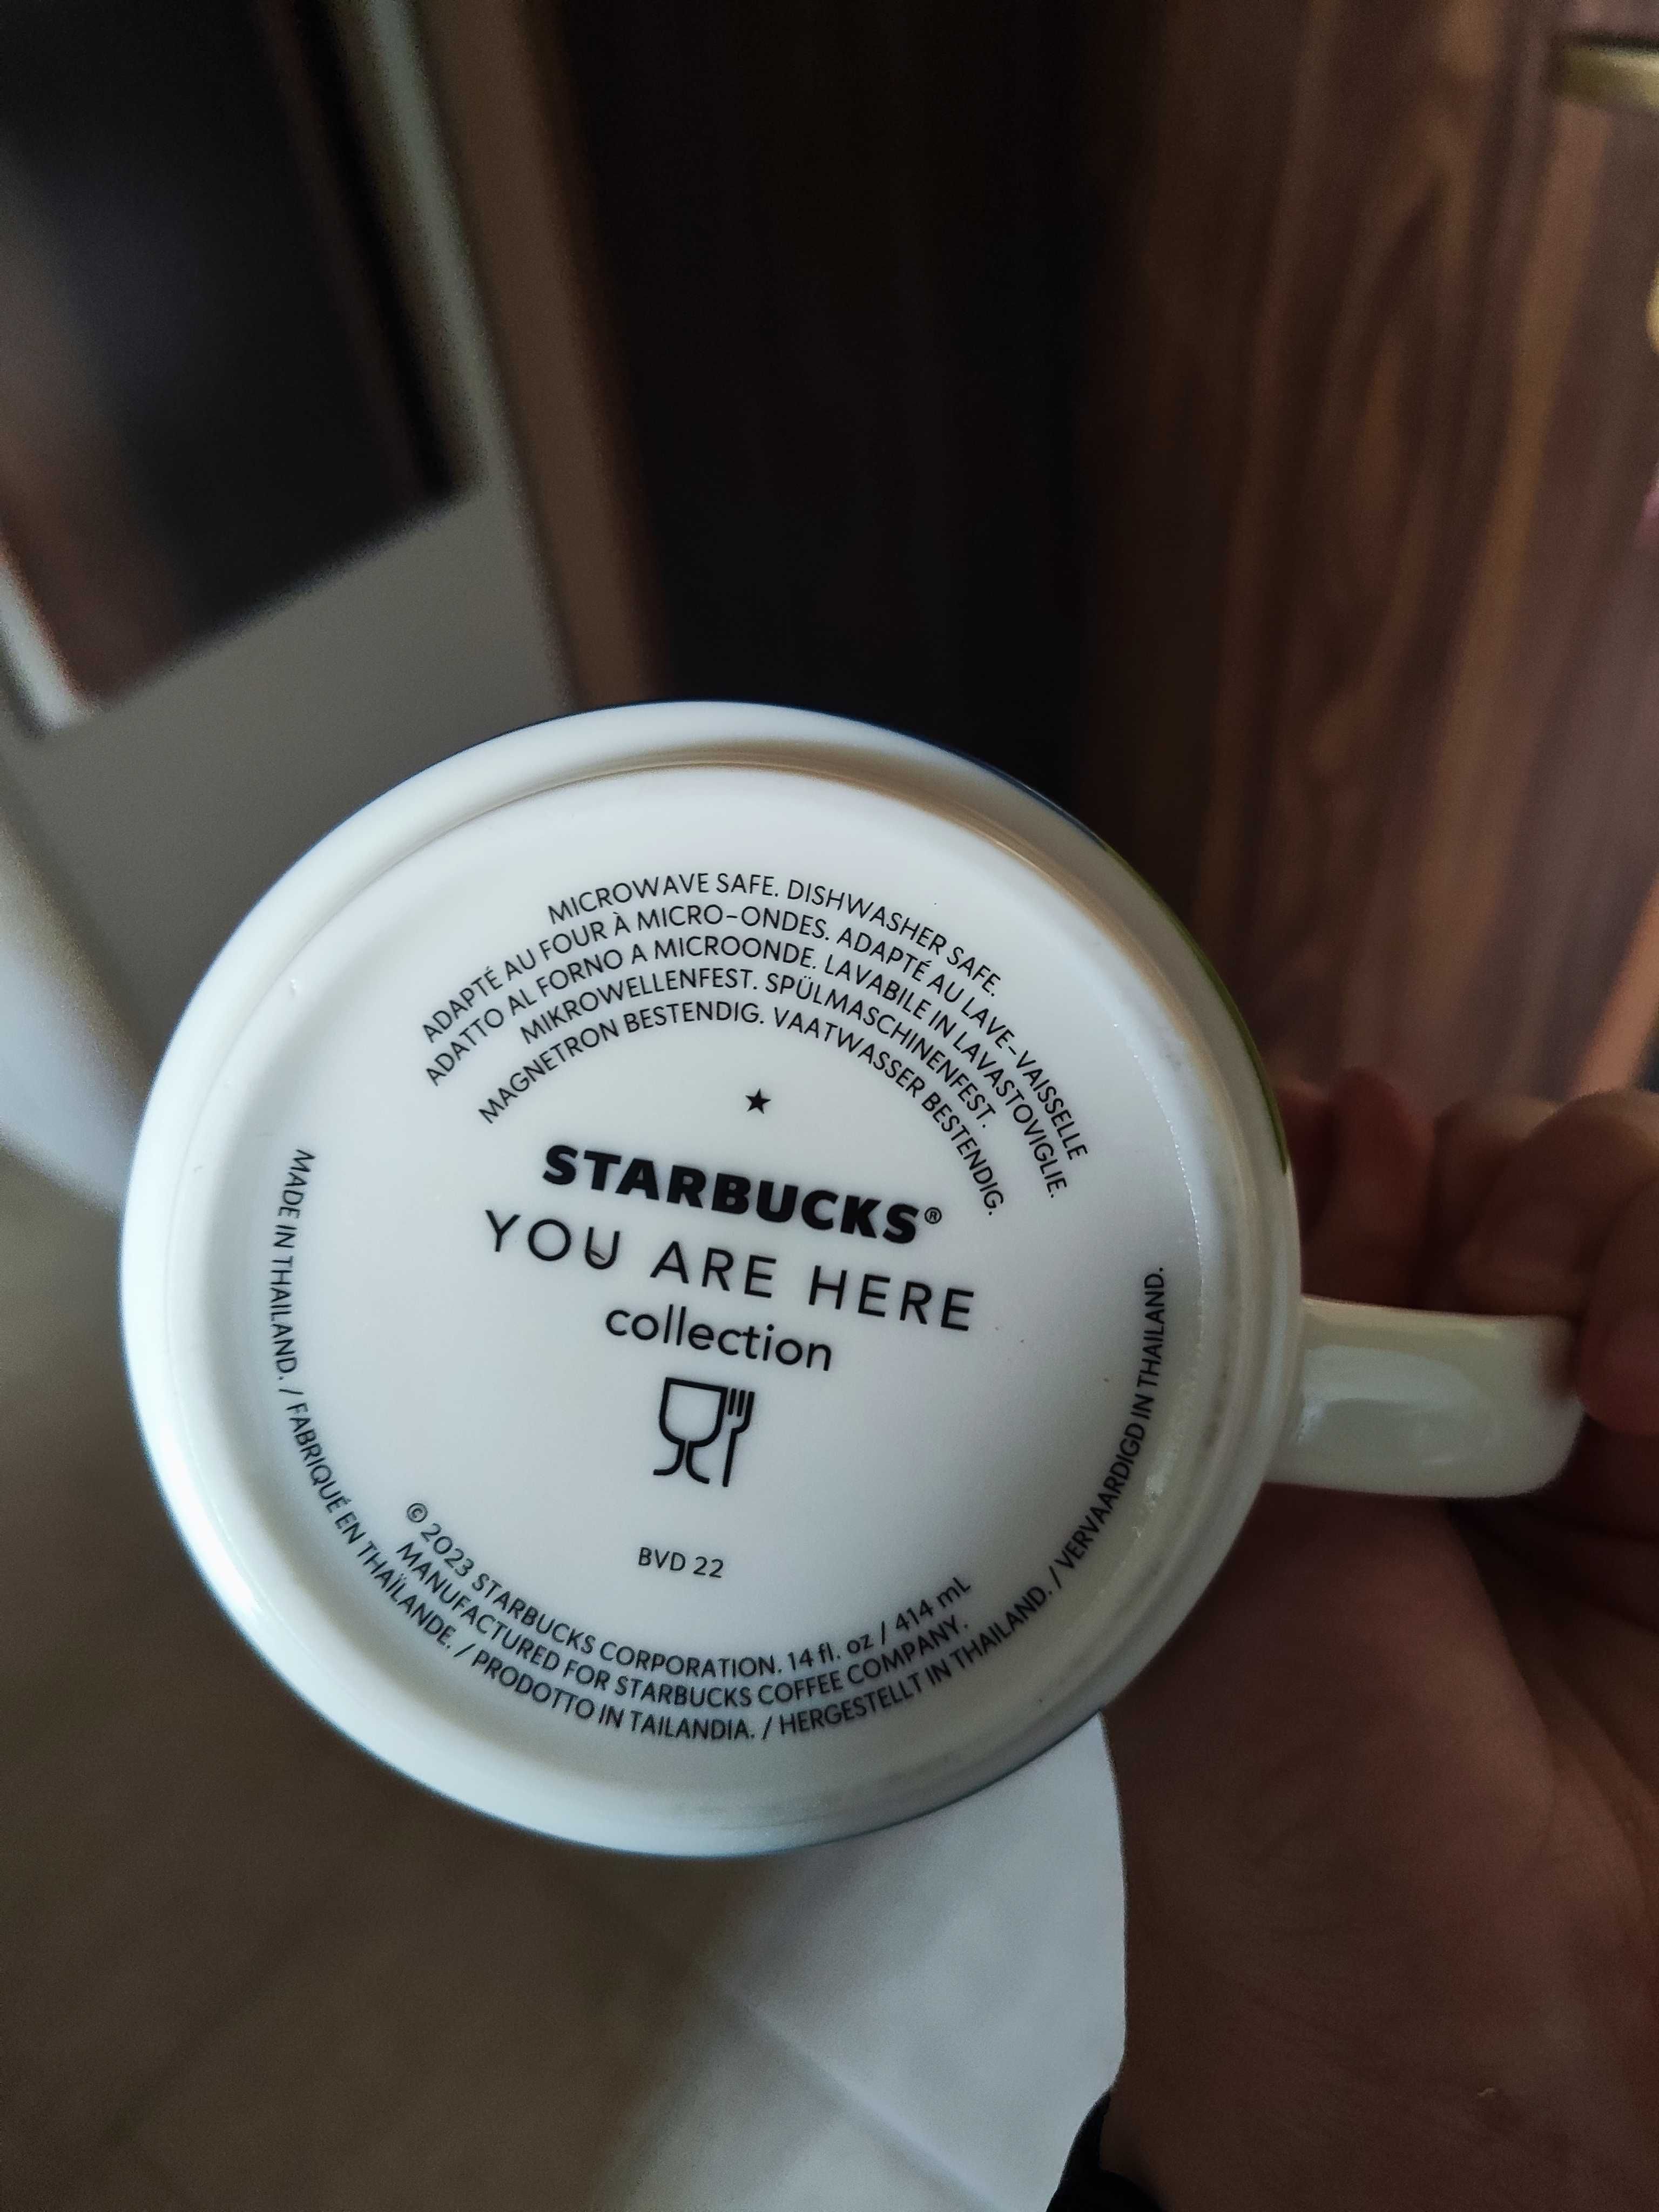 MICROWAVE SAFE. DISHWASHER SAFE.
ADAPTÉ AU FOUR À MICRO-ONDES. ADAPTÉ AU LAVE-VAISSELLE
ADATTO AL FORNO A MICROONDE. LAVABILE IN LAVASTOVIGLIE.
MIKROWELLENFEST. SPÜLMASCHINENFEST.
MAGNETRON BESTENDIG. VAATWASSER BESTENDIG.
★
STARBUCKS®
YOU ARE HERE
collection
BVD 22
© 2023 STARBUCKS CORPORATION. 14 fl. oz / 414 mL
MANUFACTURED FOR STARBUCKS COFFEE COMPANY.
MADE IN THAILAND. / FABRIQUÉ EN THAÏLANDE. / PRODOTTO IN TAILANDIA. / HERGESTELLT IN THAILAND. / VERVAARDIGD IN THAILAND.